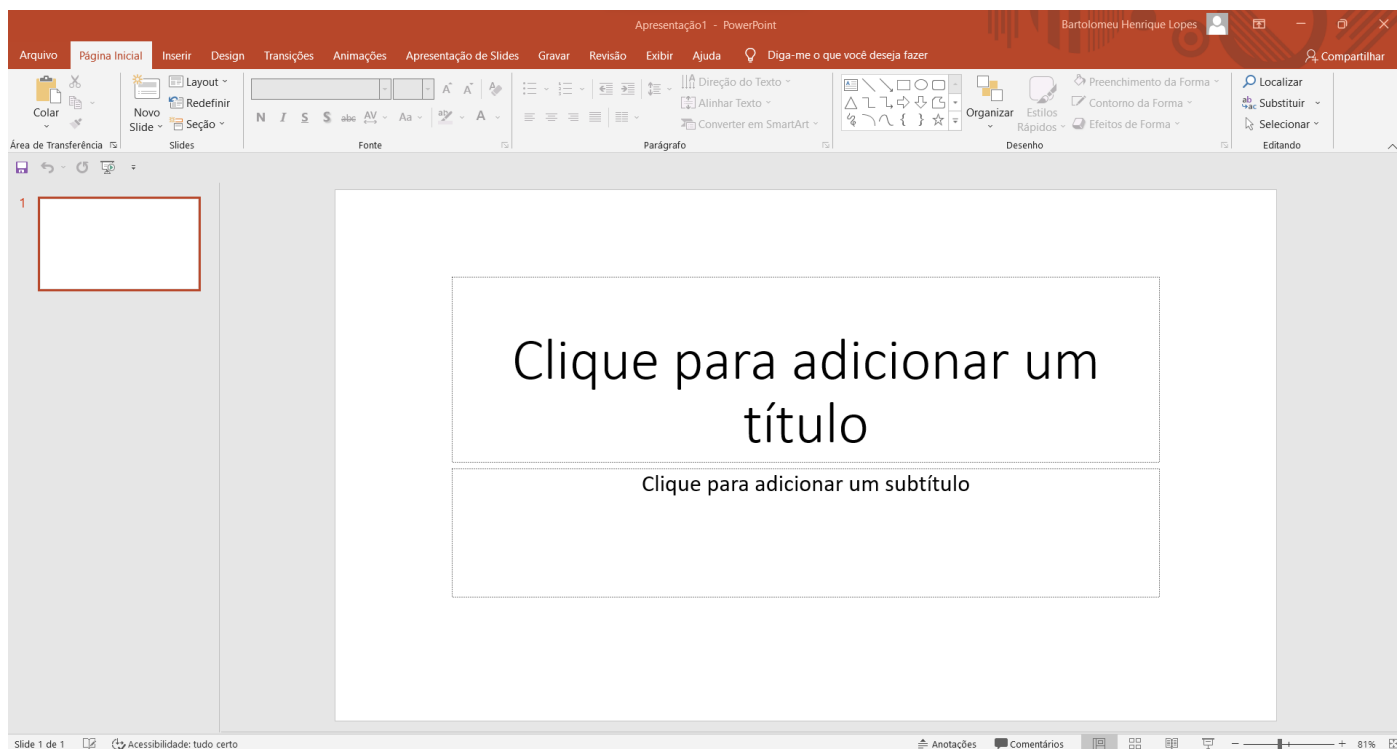 Apresentação1 - PowerPoint
Bartolomeu Henrique Lopes
Arquivo Página Inicial Inserir Design Transições Animações Apresentação de Slides Gravar Revisão Exibir Ajuda Diga-me o que você deseja fazer Compartilhar
Colar
Novo Slide
Layout
Redefinir
Seção
N I S S abc AV Aa A
Direção do Texto
Alinhar Texto
Converter em SmartArt
Organizar
Estilos Rápidos
Preenchimento da Forma
Contorno da Forma
Efeitos de Forma
Localizar
Substituir
Selecionar
Área de Transferência Slides Fonte Parágrafo Desenho Editando
1
Clique para adicionar um
título
Clique para adicionar um subtítulo
Slide 1 de 1 Acessibilidade: tudo certo Anotações Comentários 81%